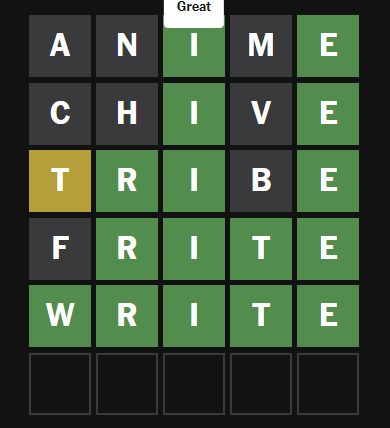 Great
A N I M E
C H I V E
T R I B E
F R I T E
W R I T E